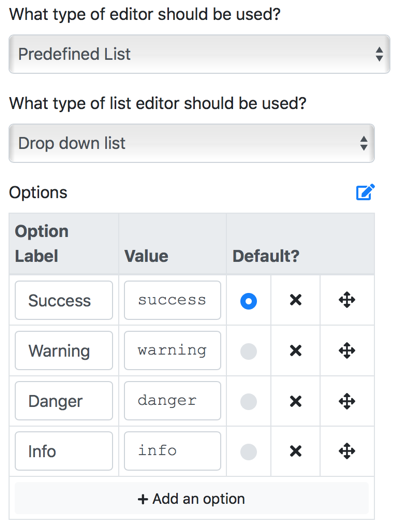 What type of editor should be used?
Predefined List
What type of list editor should be used?
Drop down list
Options
Option
Label Value Default?
Success success
Warning warning
Danger danger
Info info
+ Add an option